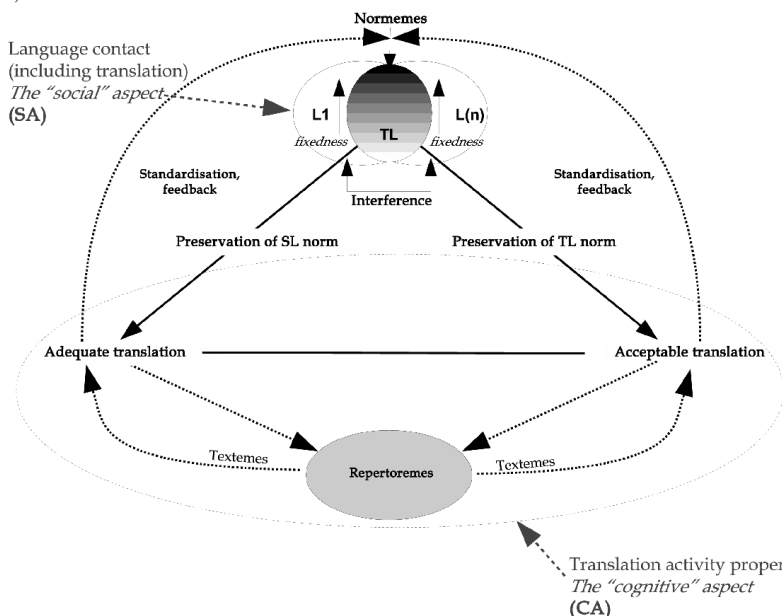 Normemes
Language contact
(including translation)
The "social" aspect
(SA)
L1
TL
L(n)
fixedness
fixedness
Standardisation,
feedback
Standardisation,
feedback
Interference
Preservation of SL norm
Preservation of TL norm
Adequate translation
Acceptable translation
Textemes
Repertoremes
Textemes
Translation activity proper
The "cognitive" aspect
(CA)